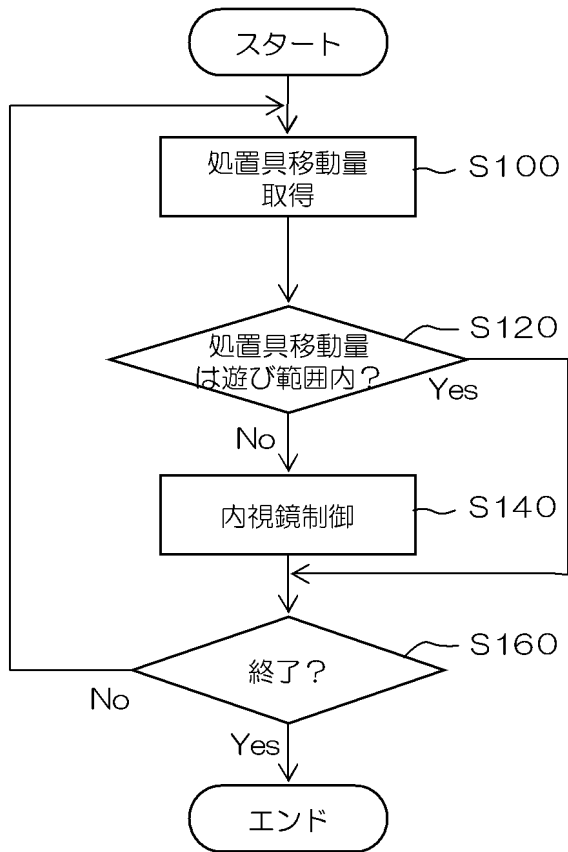 スタート
処置具移動量
取得
S100
処置具移動量
は遊び範囲内?
S120
Yes
No
内視鏡制御
S140
終了?
S160
No
Yes
エンド